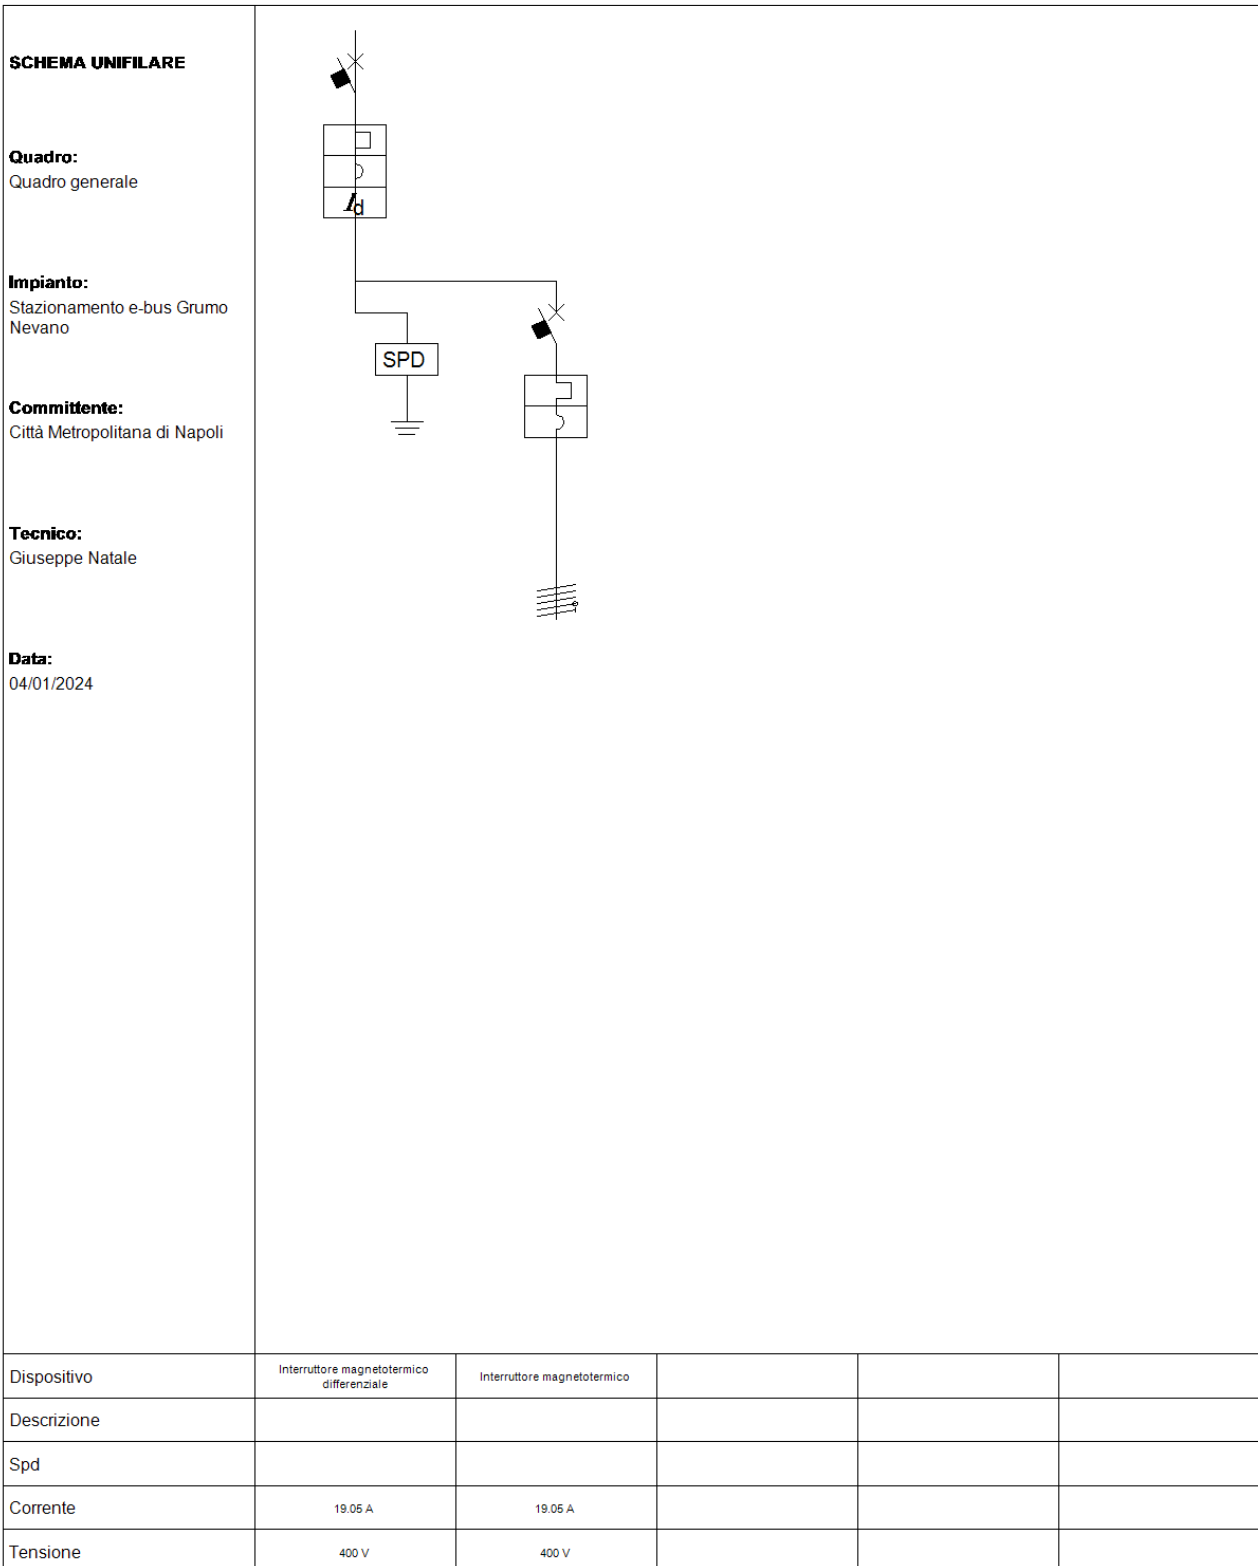 SCHEMA UNIFILARE
Quadro:
Quadro generale
Impianto:
Stazionamento e-bus Grumo
Nevano
Committente:
Città Metropolitana di Napoli
Tecnico:
Giuseppe Natale
Data:
04/01/2024
Id
SPD
Dispositivo
Interruttore magnetotermico
differenziale
Interruttore magnetotermico
Descrizione
Spd
Corrente
19.05 A
19.05 A
Tensione
400 V
400 V